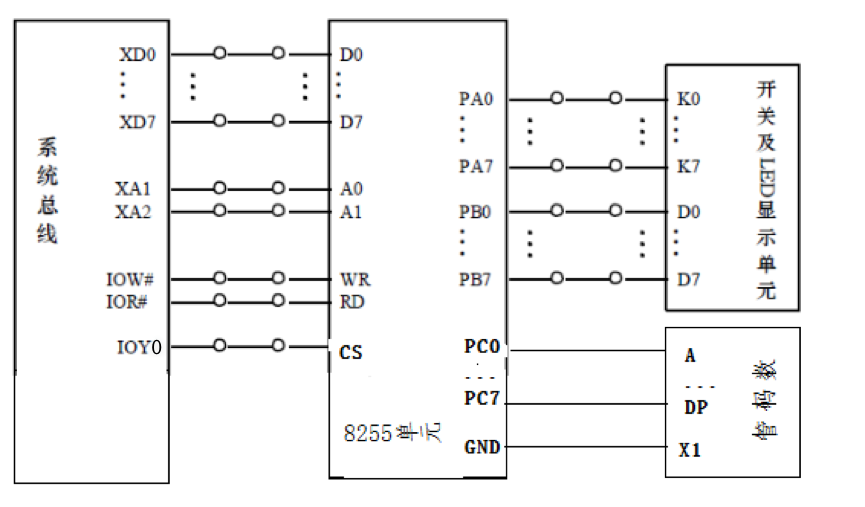 系统总线
XD0
XD7
XA1
XA2
IOW#
IOR#
IOY0
D0
D7
A0
A1
WR
RD
CS
8255单元
PA0
PA7
PB0
PB7
PC0
PC7
GND
K0
K7
D0
D7
开关及LED显示单元
A
DP
X1
数码管